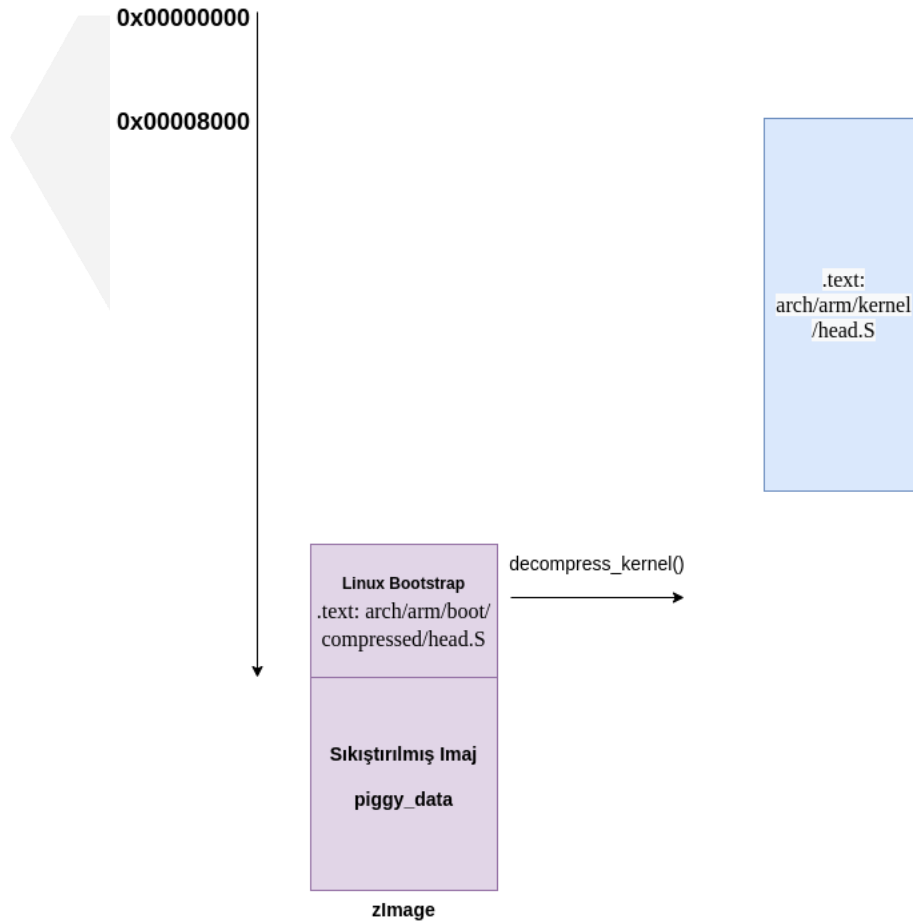 0x00000000
0x00008000
.text:
arch/arm/kernel
/head.S
Linux Bootstrap
.text: arch/arm/boot/
compressed/head.S
decompress_kernel()
Sıkıştırılmış Imaj
piggy_data
zImage